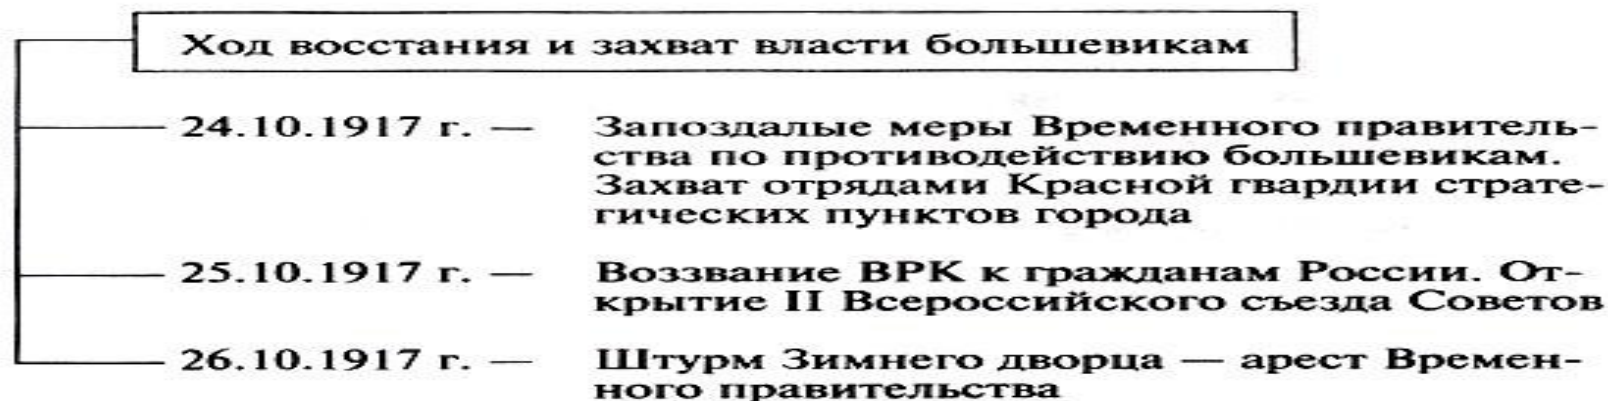 Ход восстания и захват власти большевикам
24.10.1917 г. — Запоздалые меры Временного правитель-
ства по противодействию большевикам.
Захват отрядами Красной гвардии страте-
гических пунктов города
25.10.1917 г. — Воззвание ВРК к гражданам России. От-
крытие II Всероссийского съезда Советов
26.10.1917 г. — Штурм Зимнего дворца — арест Времен-
ного правительства